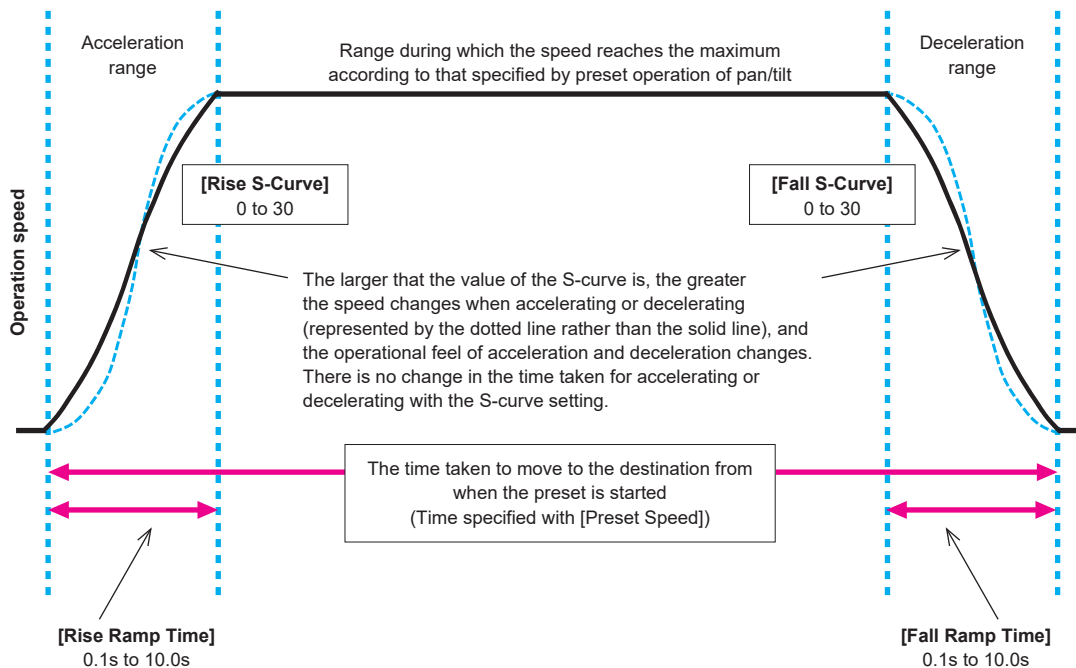 Acceleration
range
Range during which the speed reaches the maximum
according to that specified by preset operation of pan/tilt
Deceleration
range
Operation speed
[Rise S-Curve]
0 to 30
[Fall S-Curve]
0 to 30
The larger that the value of the S-curve is, the greater
the speed changes when accelerating or decelerating
(represented by the dotted line rather than the solid line), and
the operational feel of acceleration and deceleration changes.
There is no change in the time taken for accelerating or
decelerating with the S-curve setting.
The time taken to move to the destination from
when the preset is started
(Time specified with [Preset Speed])
[Rise Ramp Time]
0.1s to 10.0s
[Fall Ramp Time]
0.1s to 10.0s